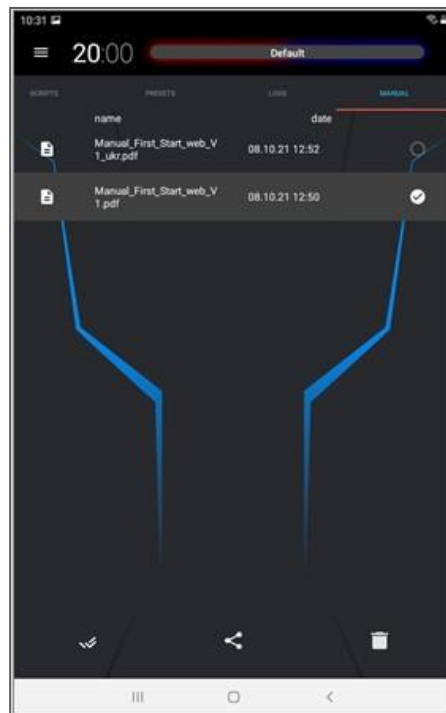 10:31
20:00
Default
SCRIPTS PRESETS LOGS MANUAL
name date
Manual_First_Start_web_V
1_ukr.pdf
08.10.21 12:52
Manual_First_Start_web_V
1.pdf
08.10.21 12:50